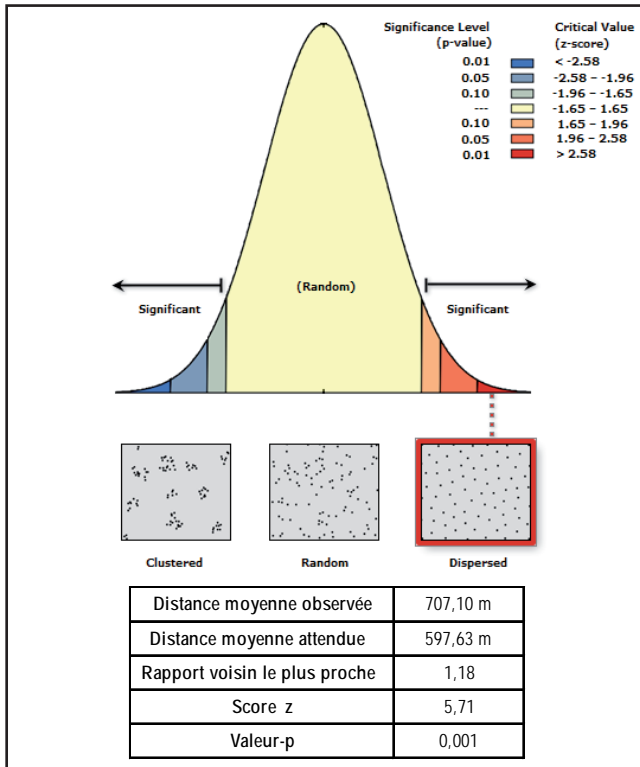 Significance Level Critical Value
(p-value) (z-score)
0.01 < -2.58
0.05 -2.58 – -1.96
0.10 -1.96 – -1.65
--- -1.65 – 1.65
0.10 1.65 – 1.96
0.05 1.96 – 2.58
0.01 > 2.58
(Random)
Significant Significant
Clustered Random Dispersed
Distance moyenne observée 707,10 m
Distance moyenne attendue 597,63 m
Rapport voisin le plus proche 1,18
Score z 5,71
Valeur-p 0,001